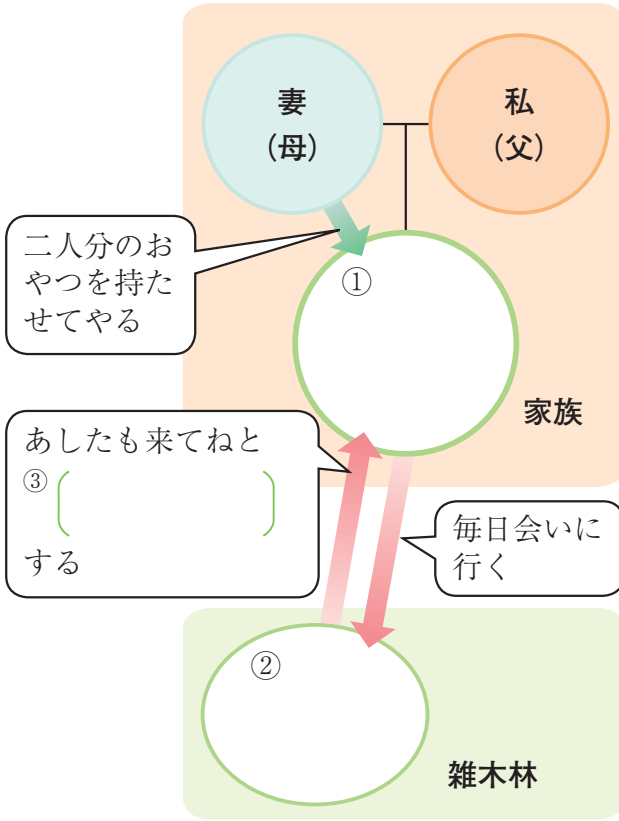 妻
(母)
私
(父)
二人分のお
やつを持た
せてやる
①
家族
あしたも来てねと
③( )
する
毎日会いに
行く
②
雑木林